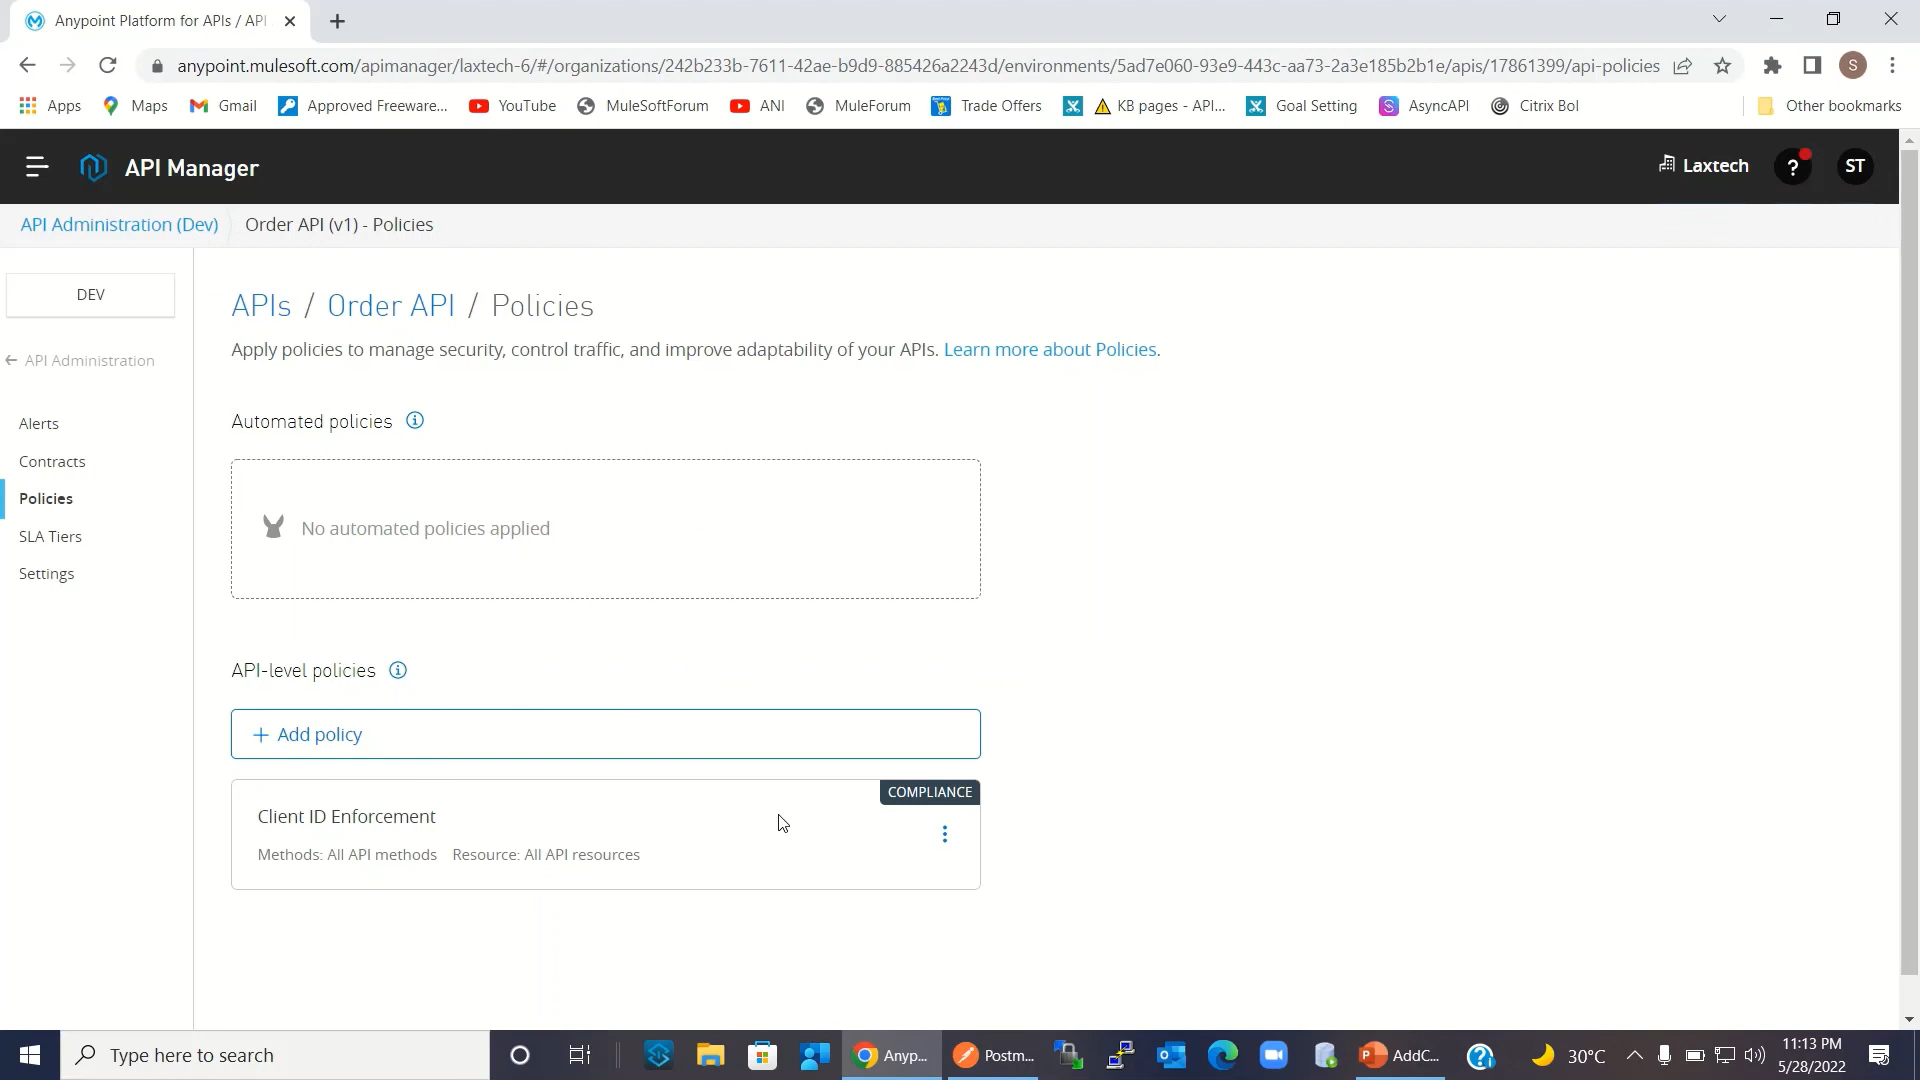 Anypoint Platform for APIs / API
anypoint.mulesoft.com/apimanager/laxtech-6/#/organizations/242b233b-7611-42ae-b9d9-885426a2243d/environments/5ad7e060-93e9-443c-aa73-2a3e185b2b1e/apis/17861399/api-policies
S
Apps Maps Gmail Approved Freeware... YouTube MuleSoftForum ANI MuleForum Trade Offers KB pages - API... Goal Setting AsyncAPI Citrix Bol Other bookmarks
API Manager
Laxtech
?
ST
API Administration (Dev) Order API (v1) - Policies
DEV
API Administration
Alerts
Contracts
Policies
SLA Tiers
Settings
APIs / Order API / Policies
Apply policies to manage security, control traffic, and improve adaptability of your APIs. Learn more about Policies.
Automated policies
No automated policies applied
API-level policies
+ Add policy
COMPLIANCE
Client ID Enforcement
Methods: All API methods Resource: All API resources
Type here to search
Anyp...
Postm...
AddC...
30°C
11:13 PM
5/28/2022